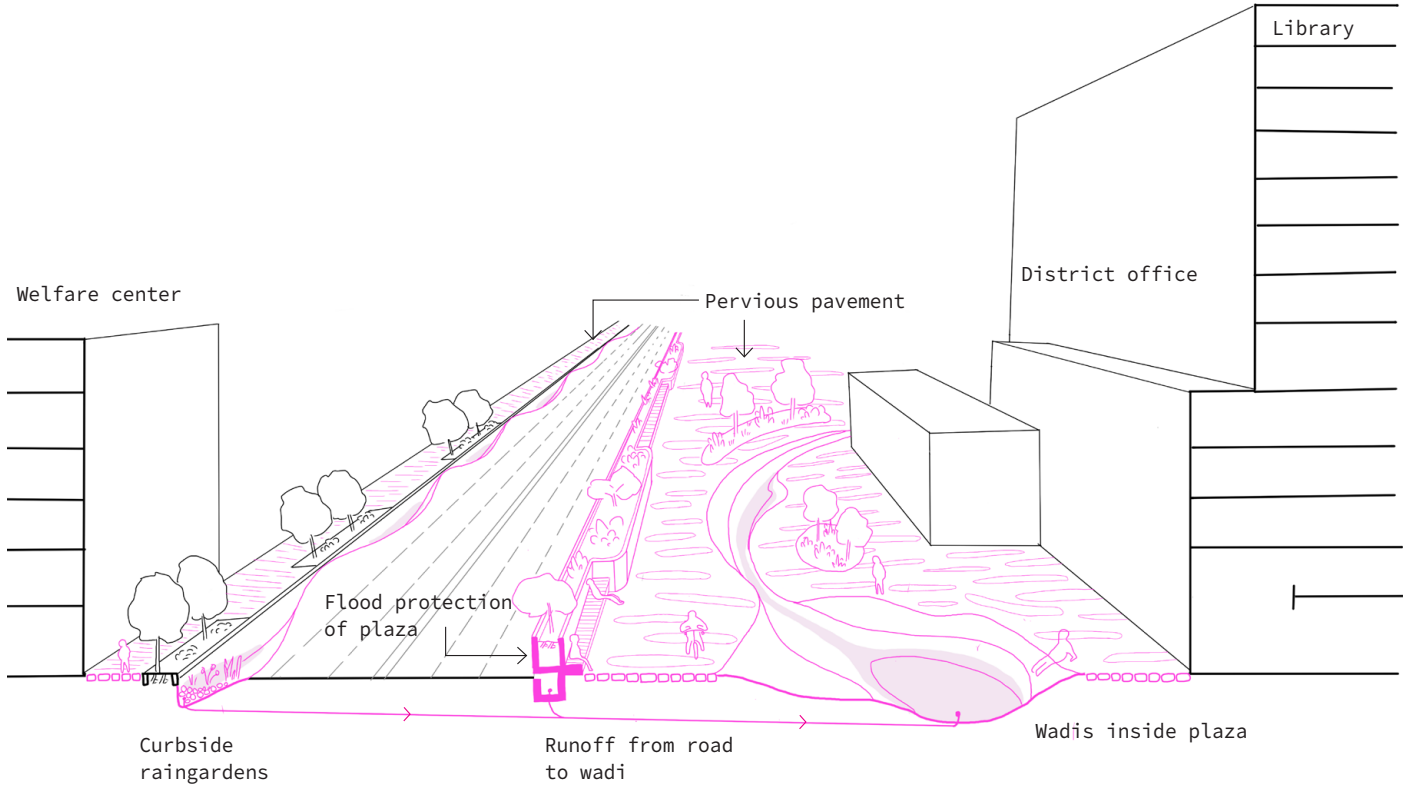 Library
District office
Welfare center
Pervious pavement
Flood protection
of plaza
Curbside
raingardens
Runoff from road
to wadi
Wadis inside plaza